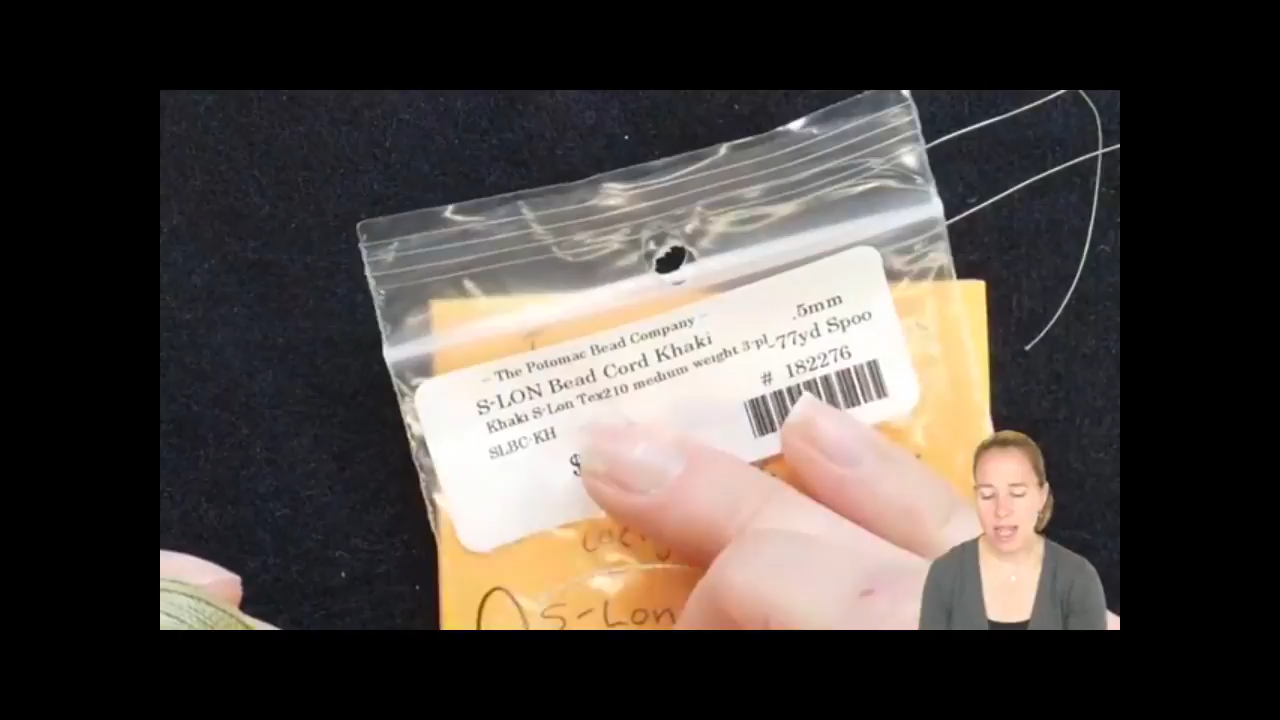 - The Potomac Bead Company -
S-LON Bead Cord Khaki .5mm
Khaki S-Lon Tex210 medium weight 3-pl 77yd Spoo
SLBC-KH # 182276
$
S-Lon